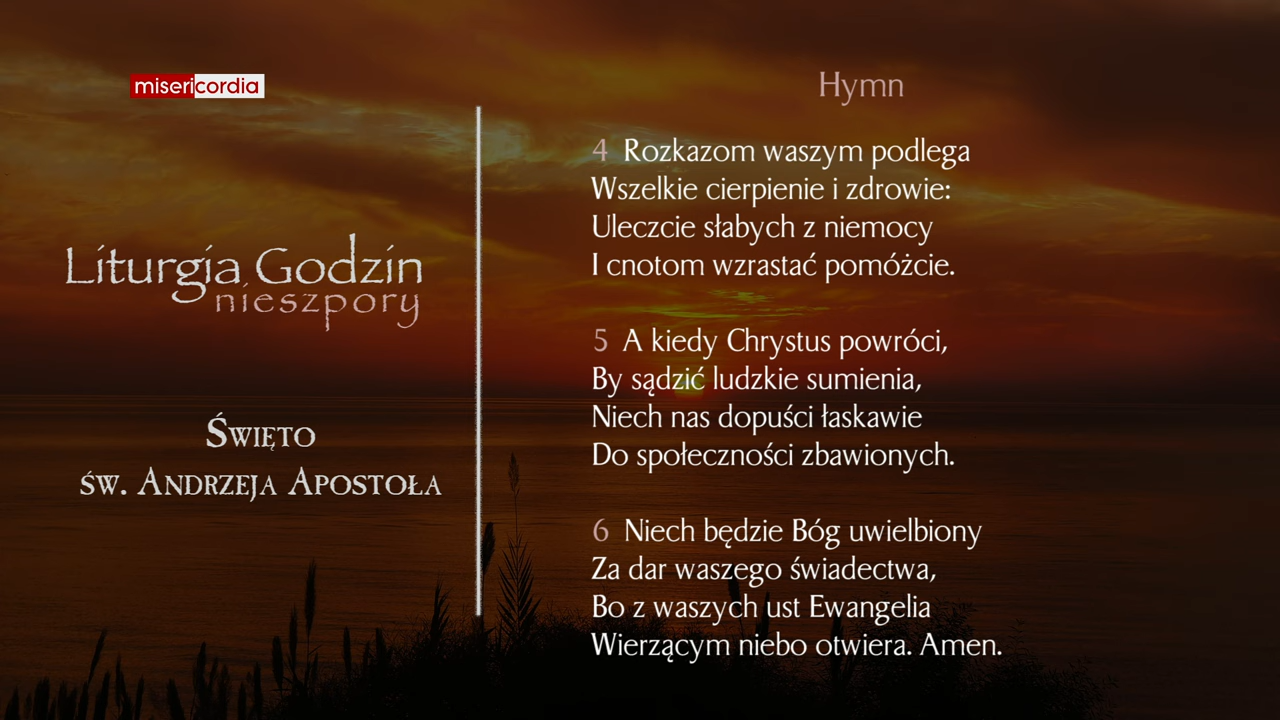 misericordia
Liturgia Godzin
nieszpory
Święto
św. Andrzeja Apostoła
Hymn
4 Rozkazom waszym podlega
Wszelkie cierpienie i zdrowie:
Uleczcie słabych z niemocy
I cnotom wzrastać pomóżcie.
5 A kiedy Chrystus powróci,
By sądzić ludzkie sumienia,
Niech nas dopuści łaskawie
Do społeczności zbawionych.
6 Niech będzie Bóg uwielbiony
Za dar waszego świadectwa,
Bo z waszych ust Ewangelia
Wierzącym niebo otwiera. Amen.